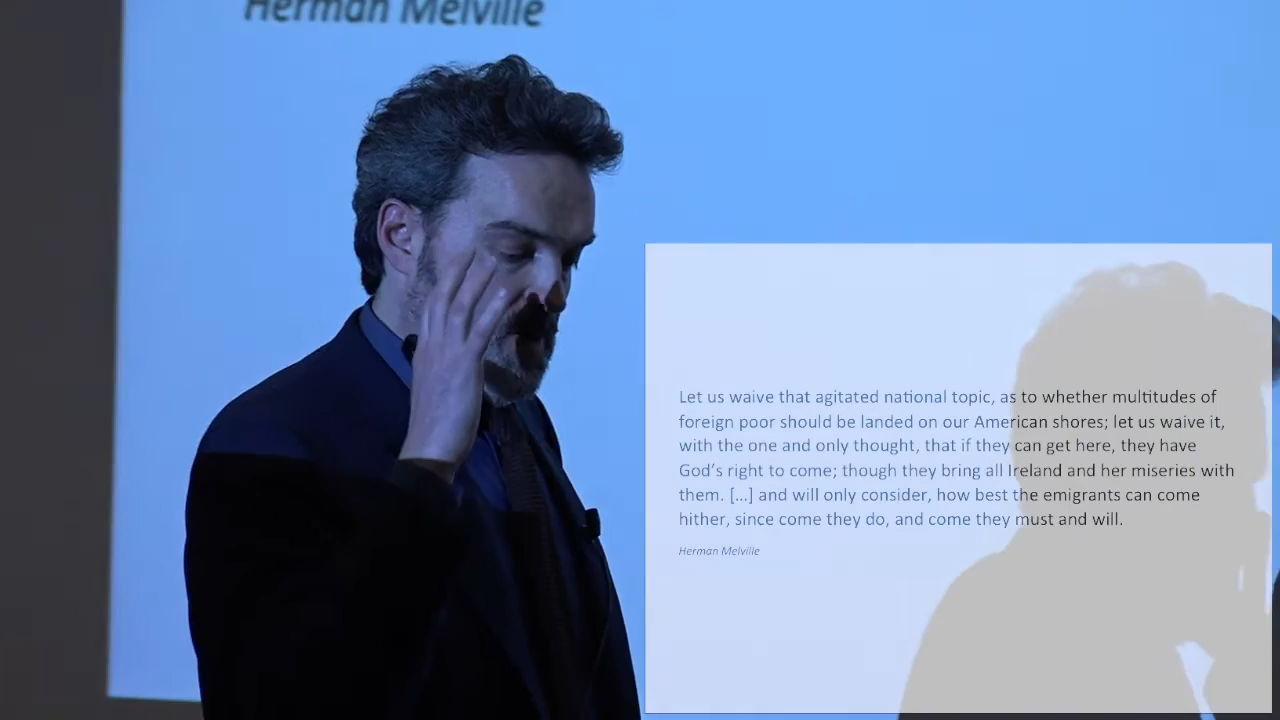 Herman Melville
Let us waive that agitated national topic, as to whether multitudes of
foreign poor should be landed on our American shores; let us waive it,
with the one and only thought, that if they can get here, they have
God's right to come; though they bring all Ireland and her miseries with
them. [...] and will only consider, how best the emigrants can come
hither, since come they do, and come they must and will.
Herman Melville